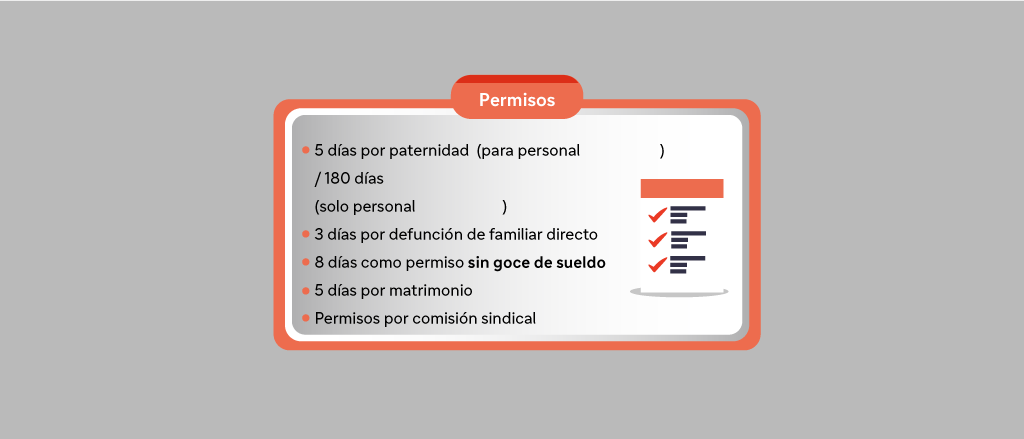 Permisos
5 días por paternidad (para personal )
/ 180 días
(solo personal )
3 días por defunción de familiar directo
8 días como permiso sin goce de sueldo
5 días por matrimonio
Permisos por comisión sindical